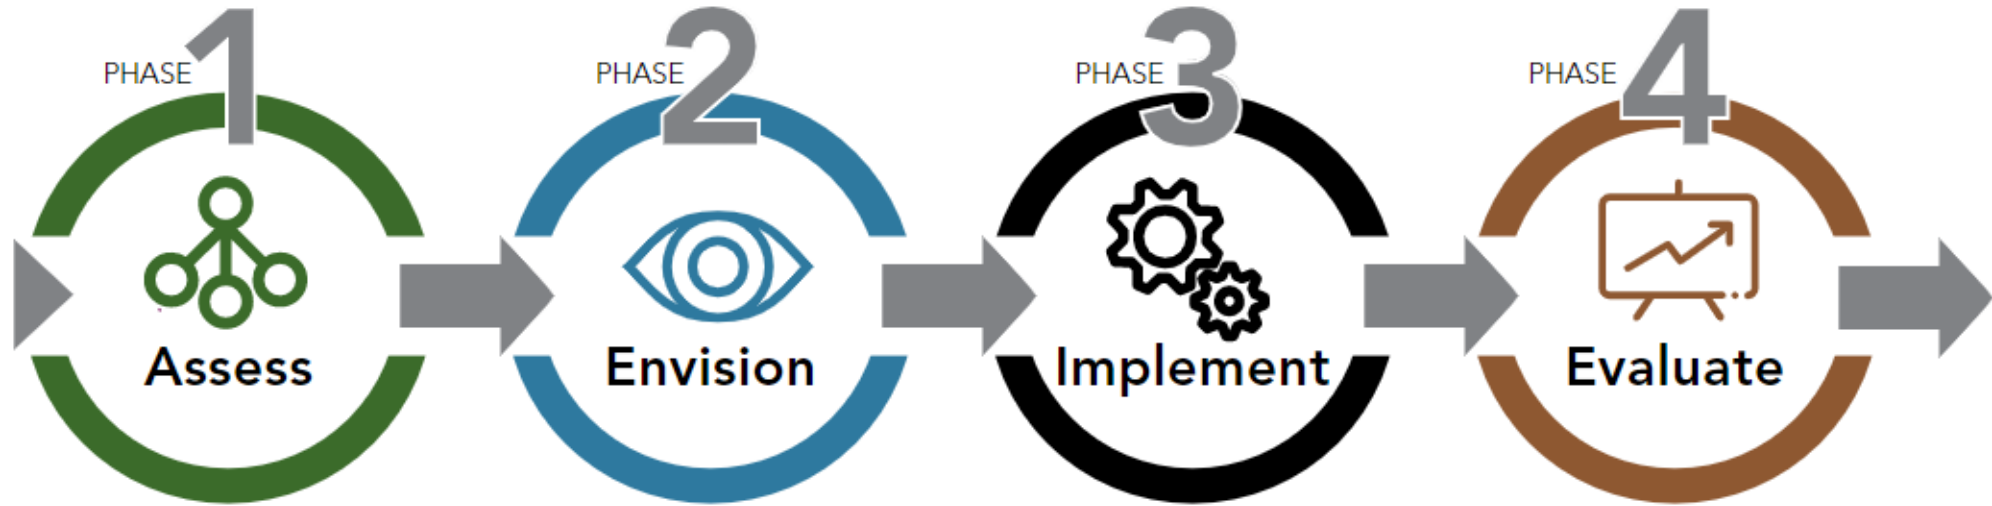 PHASE 1
Assess
PHASE 2
Envision
PHASE 3
Implement
PHASE 4
Evaluate